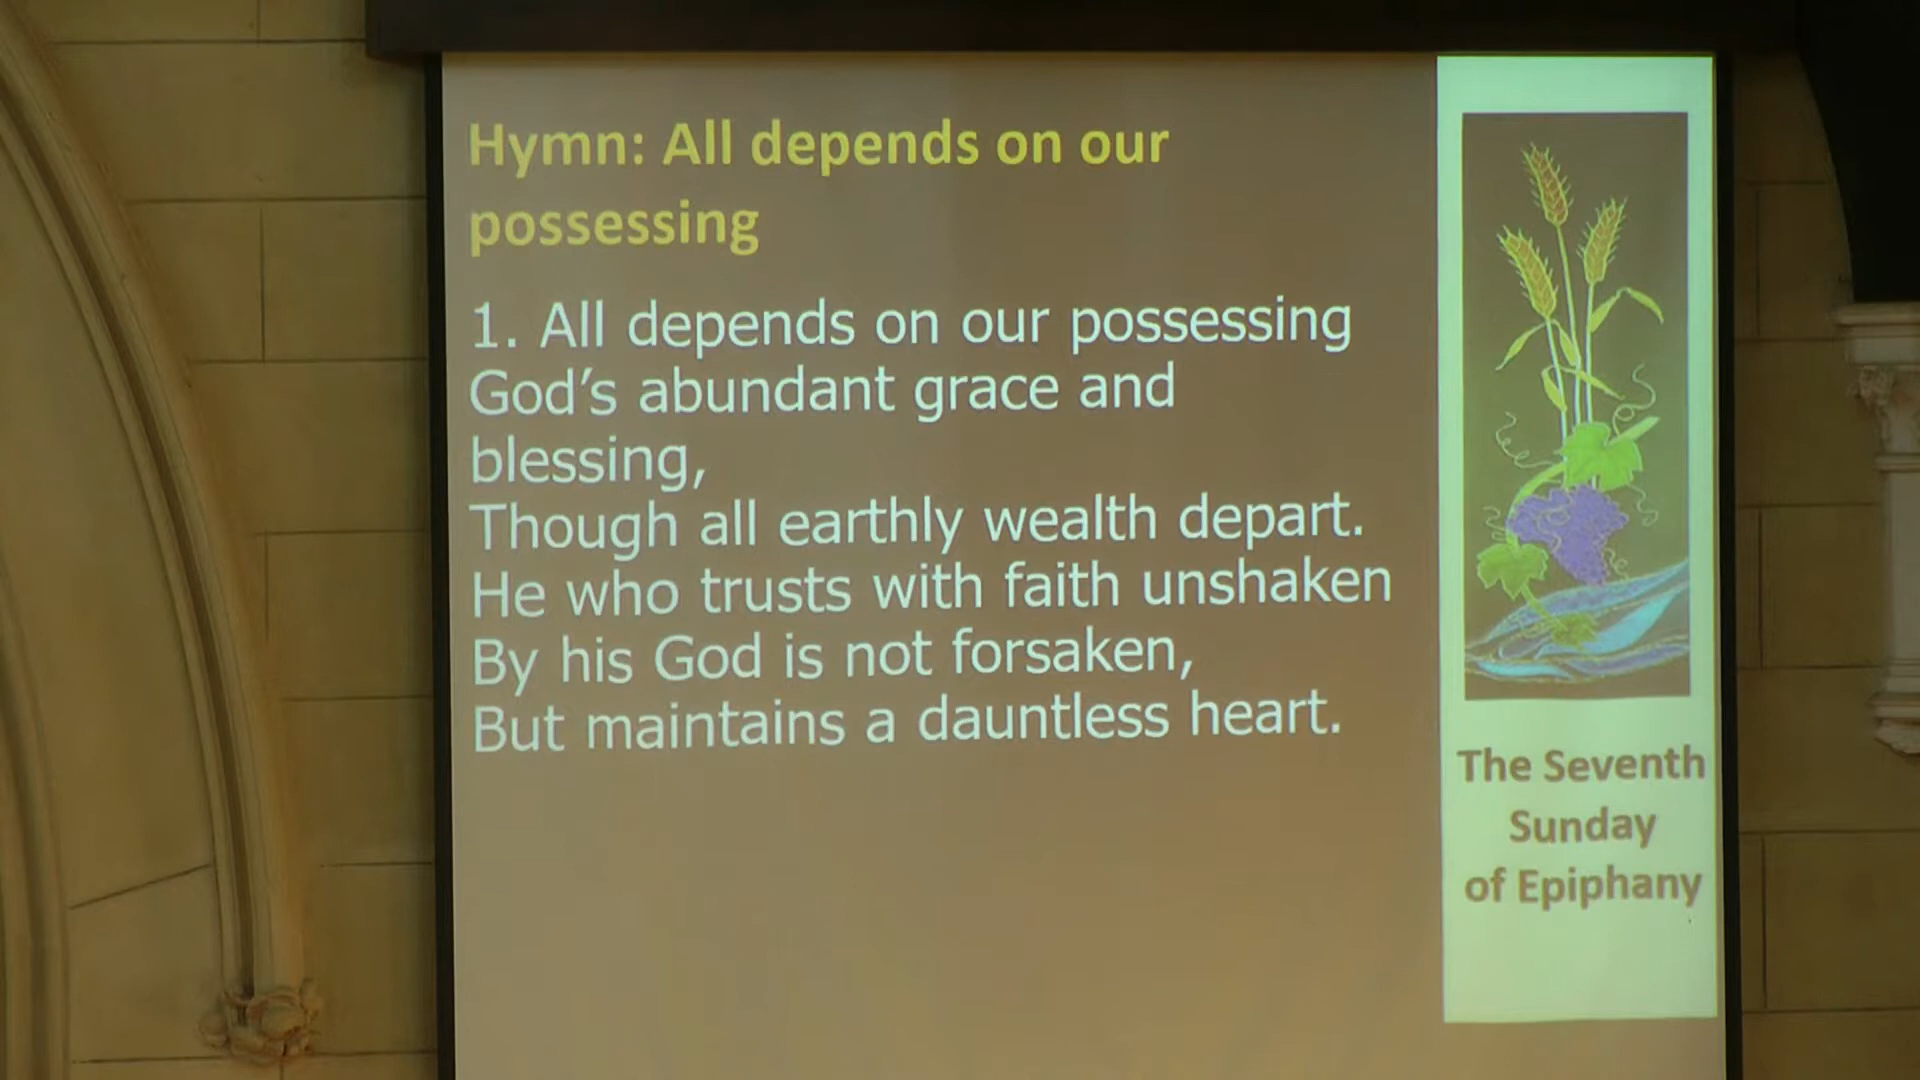 Hymn: All depends on our
possessing
1. All depends on our possessing
God’s abundant grace and
blessing,
Though all earthly wealth depart.
He who trusts with faith unshaken
By his God is not forsaken,
But maintains a dauntless heart.
The Seventh
Sunday
of Epiphany